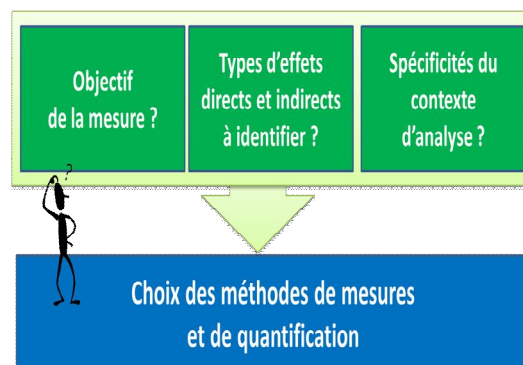 Objectif
de la mesure ?
Types d'effets
directs et indirects
à identifier ?
Spécificités du
contexte
d'analyse ?
?
Choix des méthodes de mesures
et de quantification